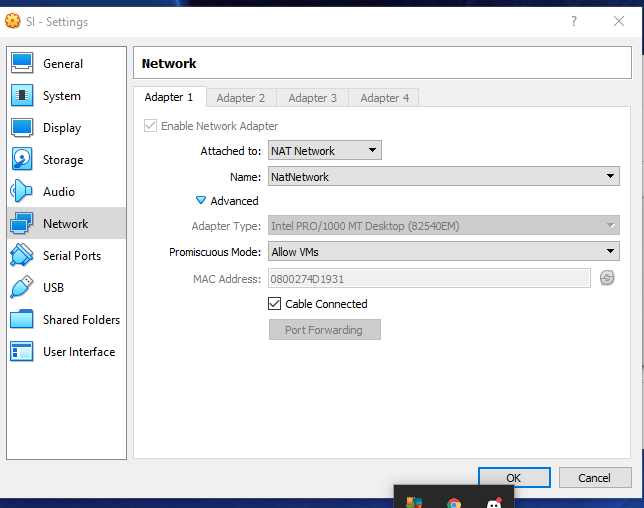 SI - Settings
?
General
System
Display
Storage
Audio
Network
Serial Ports
USB
Shared Folders
User Interface
Network
Adapter 1 Adapter 2 Adapter 3 Adapter 4
Enable Network Adapter
Attached to: NAT Network
Name: NatNetwork
Advanced
Adapter Type: Intel PRO/1000 MT Desktop (82540EM)
Promiscuous Mode: Allow VMs
MAC Address: 0800274D1931
Cable Connected
Port Forwarding
OK Cancel